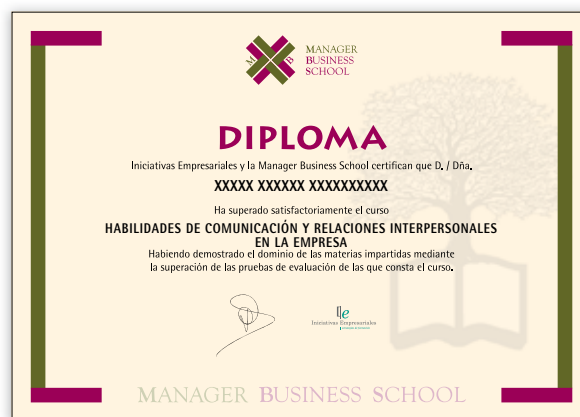 M B S
MANAGER
BUSINESS
SCHOOL
DIPLOMA
Iniciativas Empresariales y la Manager Business School certifican que D. / Dña.
XXXXX XXXXXX XXXXXXXXXX
Ha superado satisfactoriamente el curso
HABILIDADES DE COMUNICACIÓN Y RELACIONES INTERPERSONALES
EN LA EMPRESA
Habiendo demostrado el dominio de las materias impartidas mediante
la superación de las pruebas de evaluación de las que consta el curso.
Iniciativas Empresariales
MANAGER BUSINESS SCHOOL